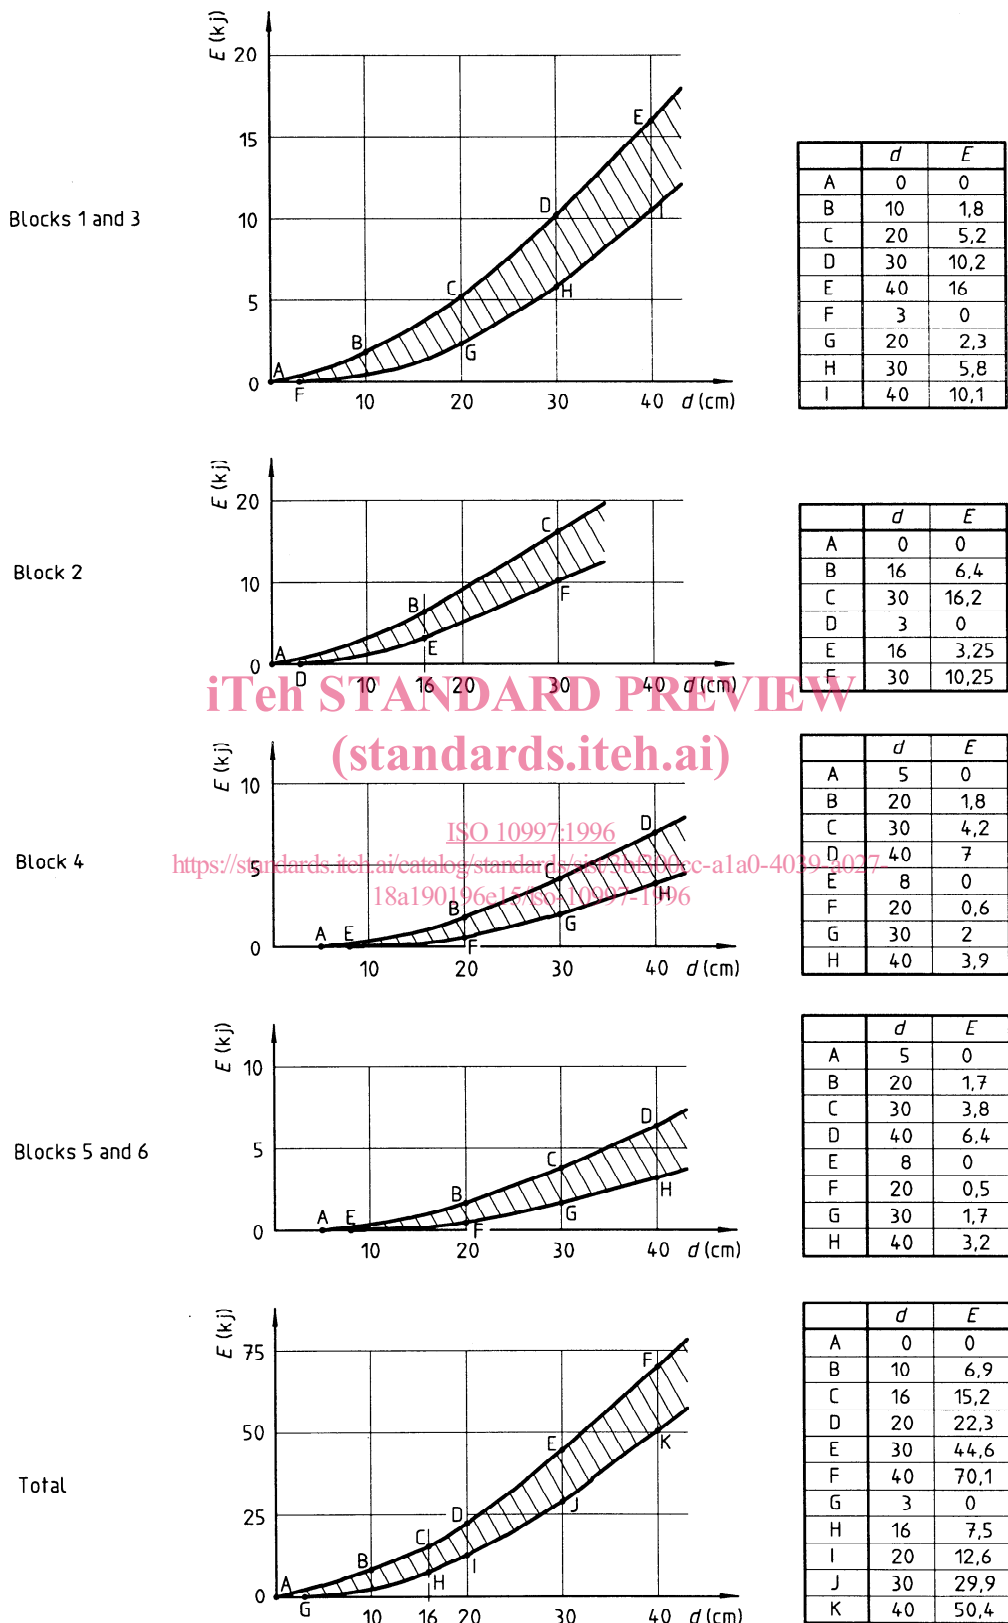 E (kj)
20
15
10
5
0
A
B
C
D
E
F
G
H
I
10
20
30
40
d (cm)
Blocks 1 and 3
d E
A 0 0
B 10 1,8
C 20 5,2
D 30 10,2
E 40 16
F 3 0
G 20 2,3
H 30 5,8
I 40 10,1
E (kj)
20
10
0
A
B
C
D
E
F
10
16
20
30
40
d (cm)
Block 2
d E
A 0 0
B 16 6,4
C 30 16,2
D 3 0
E 16 3,25
F 30 10,25
iTeh STANDARD PREVIEW
(standards.iteh.ai)
E (kj)
10
5
0
A
E
B
C
D
F
G
H
10
20
30
40
d (cm)
Block 4
ISO 10997:1996
18a190196e15/iso-10997-1996
d E
A 5 0
B 20 1,8
C 30 4,2
D 40 7
E 8 0
F 20 0,6
G 30 2
H 40 3,9
E (kj)
10
5
0
A
E
B
C
D
F
G
H
10
20
30
40
d (cm)
Blocks 5 and 6
d E
A 5 0
B 20 1,7
C 30 3,8
D 40 6,4
E 8 0
F 20 0,5
G 30 1,7
H 40 3,2
E (kj)
75
50
25
0
A
B
C
D
E
F
G
H
I
J
K
10
16
20
30
40
d (cm)
Total
d E
A 0 0
B 10 6,9
C 16 15,2
D 20 22,3
E 30 44,6
F 40 70,1
G 3 0
H 16 7,5
I 20 12,6
J 30 29,9
K 40 50,4